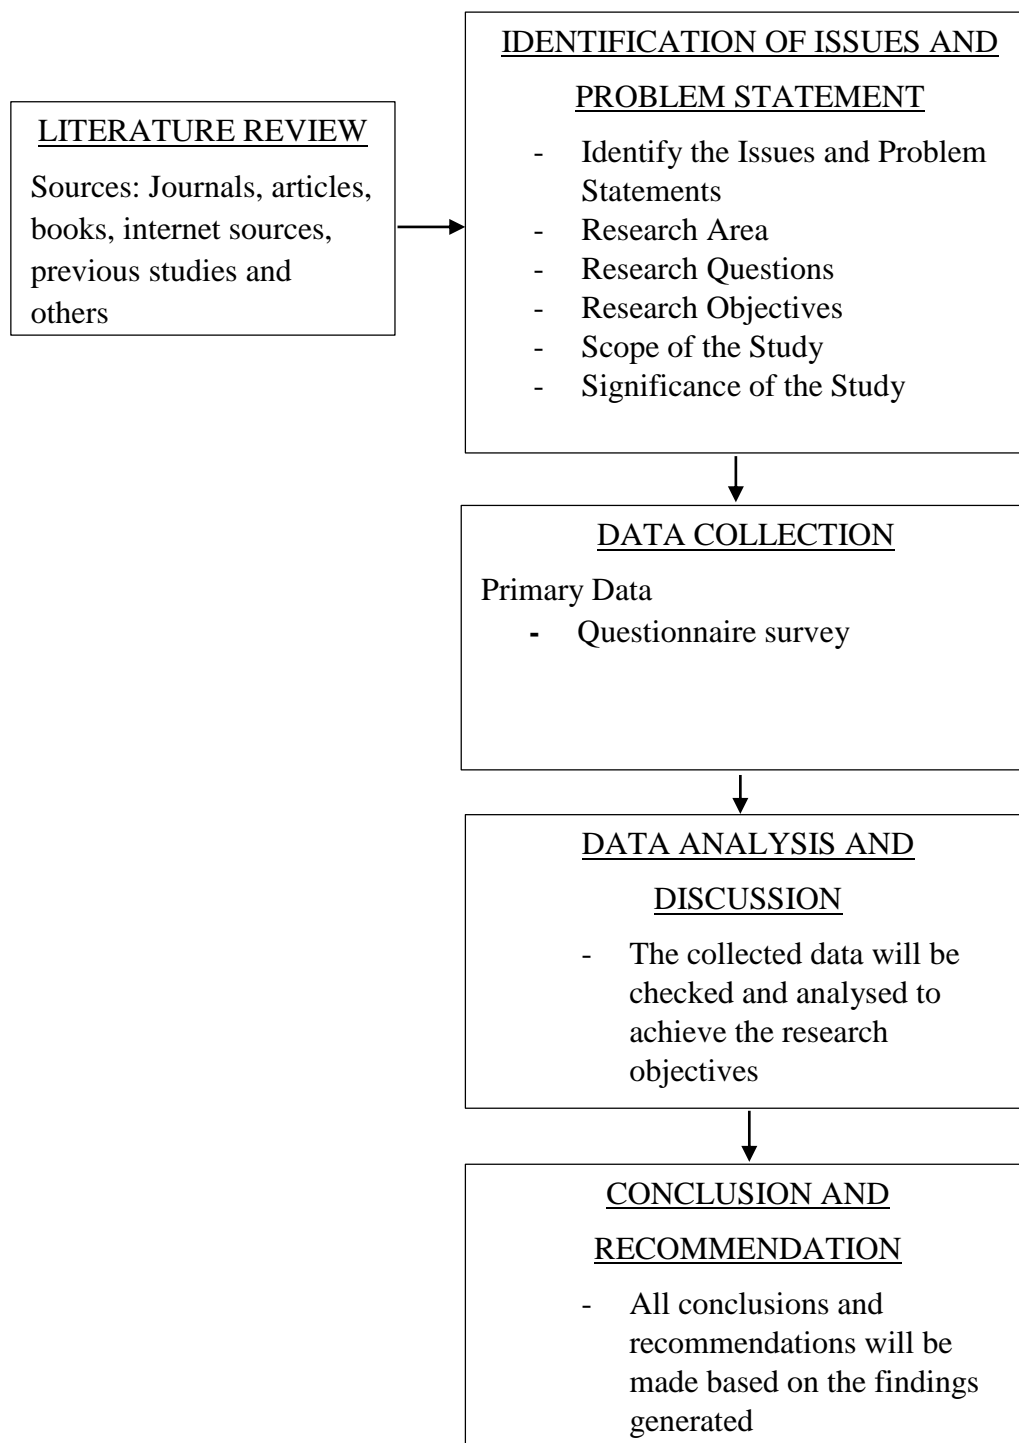 LITERATURE REVIEW
Sources: Journals, articles,
books, internet sources,
previous studies and
others
IDENTIFICATION OF ISSUES AND
PROBLEM STATEMENT
- Identify the Issues and Problem
Statements
- Research Area
- Research Questions
- Research Objectives
- Scope of the Study
- Significance of the Study
DATA COLLECTION
Primary Data
- Questionnaire survey
DATA ANALYSIS AND
DISCUSSION
- The collected data will be
checked and analysed to
achieve the research
objectives
CONCLUSION AND
RECOMMENDATION
- All conclusions and
recommendations will be
made based on the findings
generated